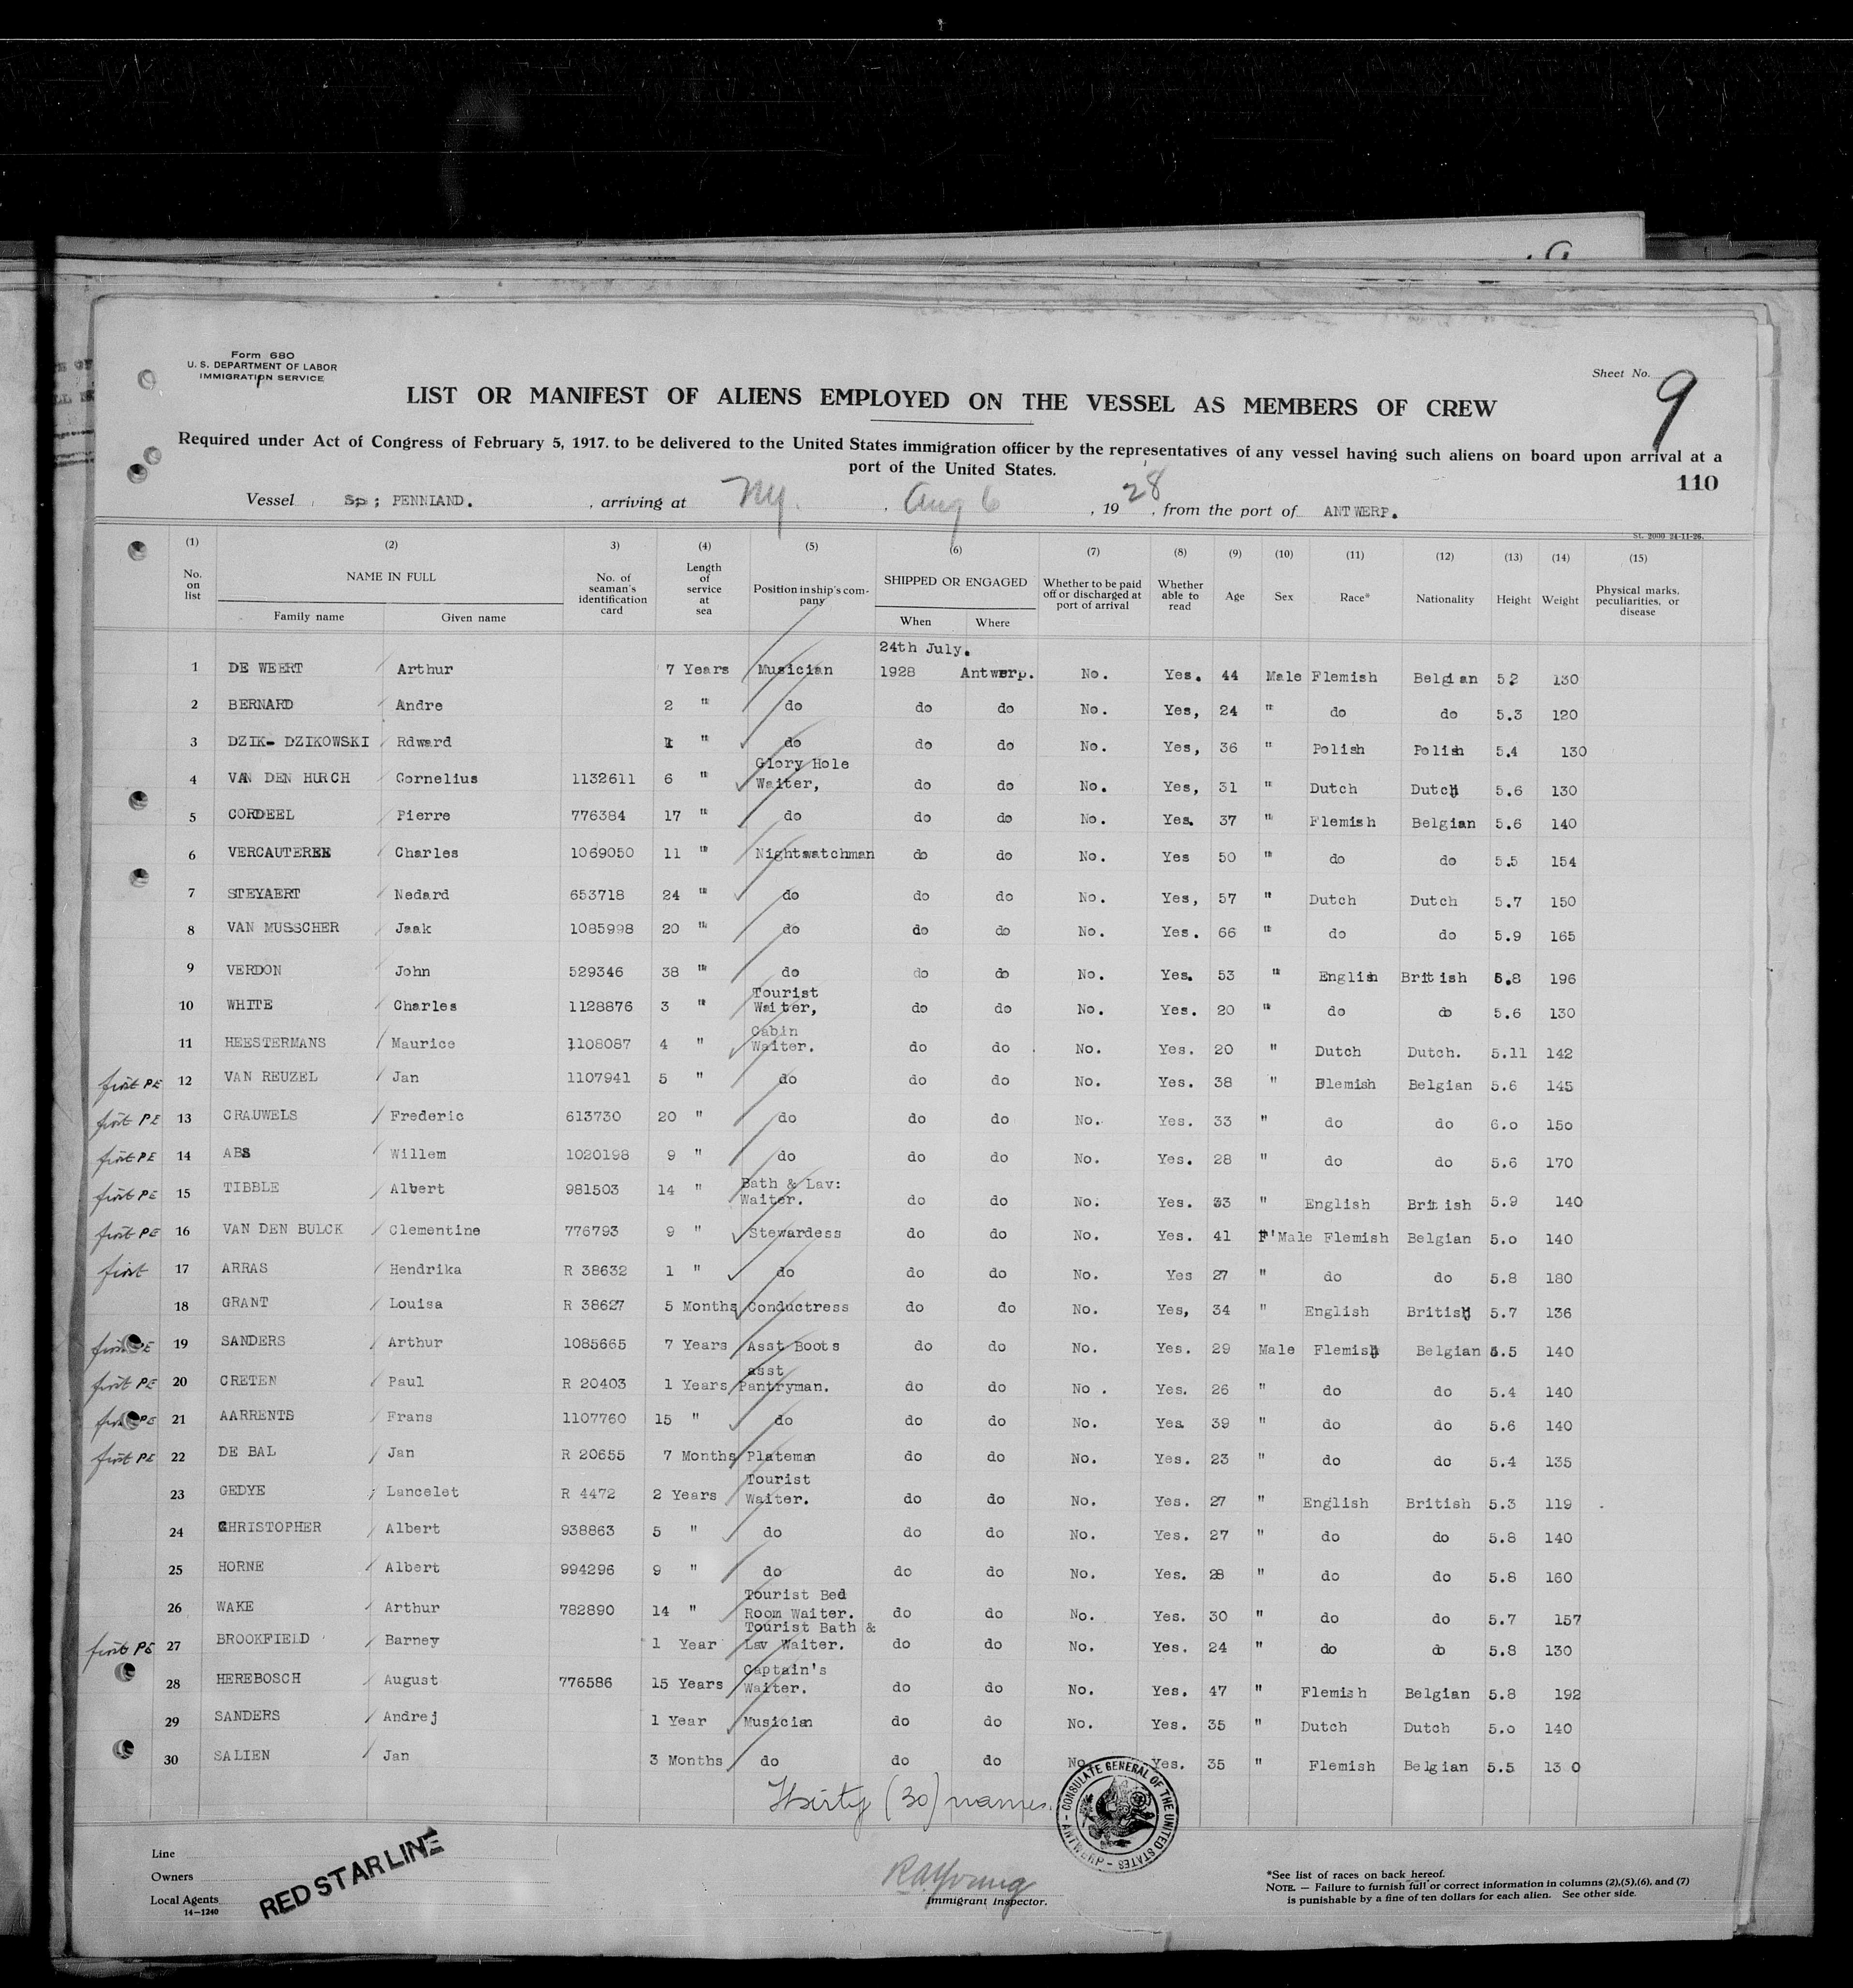 Form 680
U. S. DEPARTMENT OF LABOR
IMMIGRATION SERVICE
Sheet No. 9
LIST OR MANIFEST OF ALIENS EMPLOYED ON THE VESSEL AS MEMBERS OF CREW
Required under Act of Congress of February 5, 1917. to be delivered to the United States immigration officer by the representatives of any vessel having such aliens on board upon arrival at a
port of the United States.
110
Vessel Sp; PENNIAND. , arriving at NY. , Aug 6 , 1928 , from the port of ANTWERP.
St. 2000 24-11-26.
(1) (2) 3) (4) (5) (6) (7) (8) (9) (10) (11) (12) (13) (14) (15)
No. on list NAME IN FULL Family name Given name No. of seaman's identification card Length of service at sea Position in ship's company SHIPPED OR ENGAGED When Where Whether to be paid off or discharged at port of arrival Whether able to read Age Sex Race* Nationality Height Weight Physical marks, peculiarities, or disease
24th July.
1 DE WEERT Arthur 7 Years Musician 1928 Antwerp. No. Yes. 44 Male Flemish Belgian 5.2 130
2 BERNARD Andre 2 " do do do No. Yes, 24 " do do 5.3 120
3 DZIK- DZIKOWSKI Rdward 1 " do do do No. Yes, 36 " Polish Polish 5.4 130
4 VAN DEN HURCH Cornelius 1132611 6 " Glory Hole Waiter, do do No. Yes, 31 " Dutch Dutch 5.6 130
5 CORDEEL Pierre 776384 17 " do do do No. Yes. 37 " Flemish Belgian 5.6 140
6 VERCAUTEREN Charles 1069050 11 " Nightswatchman do do No. Yes 50 " do do 5.5 154
7 STEYAERT Nedard 653718 24 " do do do No. Yes, 57 " Dutch Dutch 5.7 150
8 VAN MUSSCHER Jaak 1085998 20 " do do do No. Yes. 66 " do do 5.9 165
9 VERDON John 529346 38 " do do do No. Yes. 53 " English British 5.8 196
10 WHITE Charles 1128876 3 " Tourist Waiter, do do No. Yes. 20 " do do 5.6 130
11 HEESTERMANS Maurice 1108087 4 " Cabin Waiter. do do . No. Yes. 20 " Dutch Dutch. 5.11 142
first PE 12 VAN REUZEL Jan 1107941 5 " do do do No. Yes. 38 " Flemish Belgian 5.6 145
first PE 13 CRAUWELS Frederic 613730 20 " do do do No. Yes. 33 " do do 6.0 150
first PE 14 ABS Willem 1020198 9 " do do do No. Yes. 28 " do do 5.6 170
first PE 15 TIBBLE Albert 981503 14 " Bath & Lav: Waiter. do do No. Yes. 33 " English British 5.9 140
first PE 16 VAN DEN BULCK Clementine 776793 9 " Stewardess do do No. Yes. 41 F'Male Flemish Belgian 5.0 140
first 17 ARRAS Hendrika R 38632 1 " do do do No. Yes 27 " do do 5.8 180
18 GRANT Louisa R 38627 5 Months Conductress do do No. Yes, 34 " English British 5.7 136
first PE 19 SANDERS Arthur 1085665 7 Years Asst Boots do do No. Yes. 29 Male Flemish Belgian 5.5 140
first PE 20 CRETEN Paul R 20403 1 Years asst Pantryman. do do No . Yes. 26 " do do 5.4 140
first PE 21 AARRENTS Frans 1107760 15 " do do do No. Yes 39 " do do 5.6 140
first PE 22 DE BAL Jan R 20655 7 Months Plateman do do No. Yes. 23 " do do 5.4 135
23 GEDYE Lancelet R 4472 2 Years Tourist Waiter. do do No. Yes. 27 " English British 5.3 119
24 CHRISTOPHER Albert 938863 5 " do do do No. Yes. 27 " do do 5.8 140
25 HORNE Albert 994296 9 " do do do No. Yes. 28 " do do 5.8 160
26 WAKE Arthur 782890 14 " Tourist Bed Room Waiter. do do No. Yes. 30 " do do 5.7 157
first PE 27 BROOKFIELD Barney 1 Year Tourist Bath & Lav Waiter. do do No. Yes. 24 " do do 5.8 130
28 HEREBOSCH August 776586 15 Years Captain's Waiter. do do No. Yes. 47 " Flemish Belgian 5.8 192
29 SANDERS Andrej 1 Year Musician do do No. Yes. 35 " Dutch Dutch 5.0 140
30 SALIEN Jan 3 Months do do do No Yes. 35 " Flemish Belgian 5.5 130
Thirty (30) names.
CONSULATE GENERAL OF THE UNITED STATES - ANTWERP -
Line
Owners
Local Agents
14-1240
RED STAR LINE
RAYoung
Immigrant Inspector.
*See list of races on back hereof.
NOTE. — Failure to furnish full or correct information in columns (2),(5),(6), and (7)
is punishable by a fine of ten dollars for each alien. See other side.